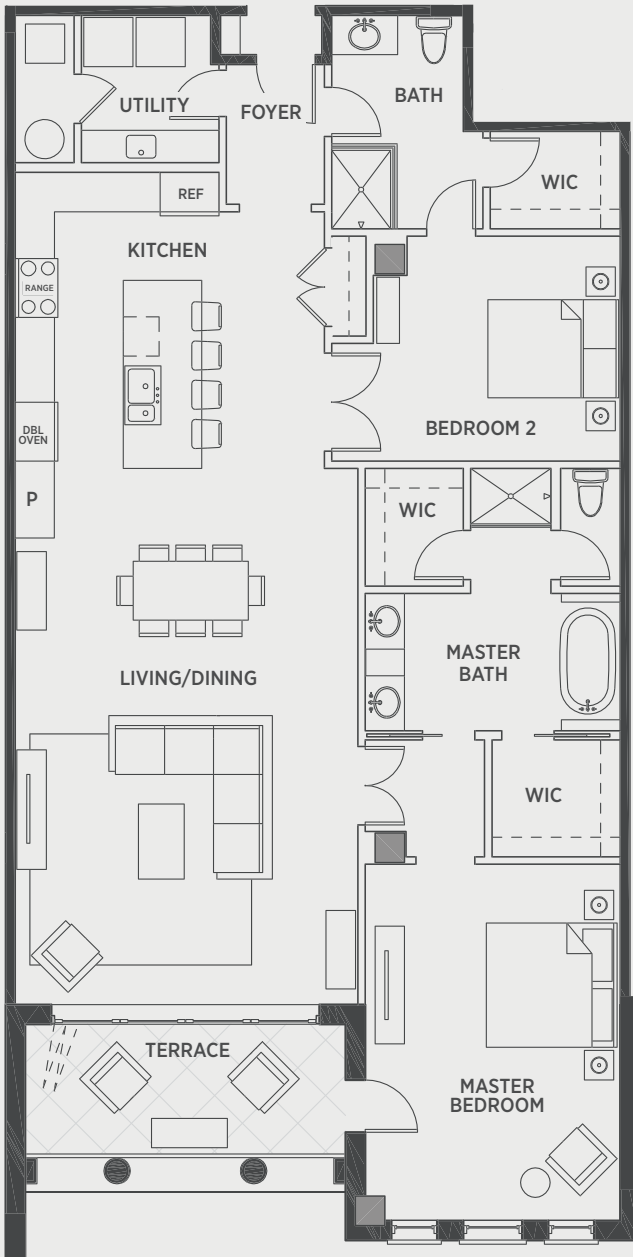 BATH
UTILITY
FOYER
WIC
REF
KITCHEN
RANGE
DBL
OVEN
BEDROOM 2
P
WIC
MASTER
BATH
LIVING/DINING
WIC
TERRACE
MASTER
BEDROOM